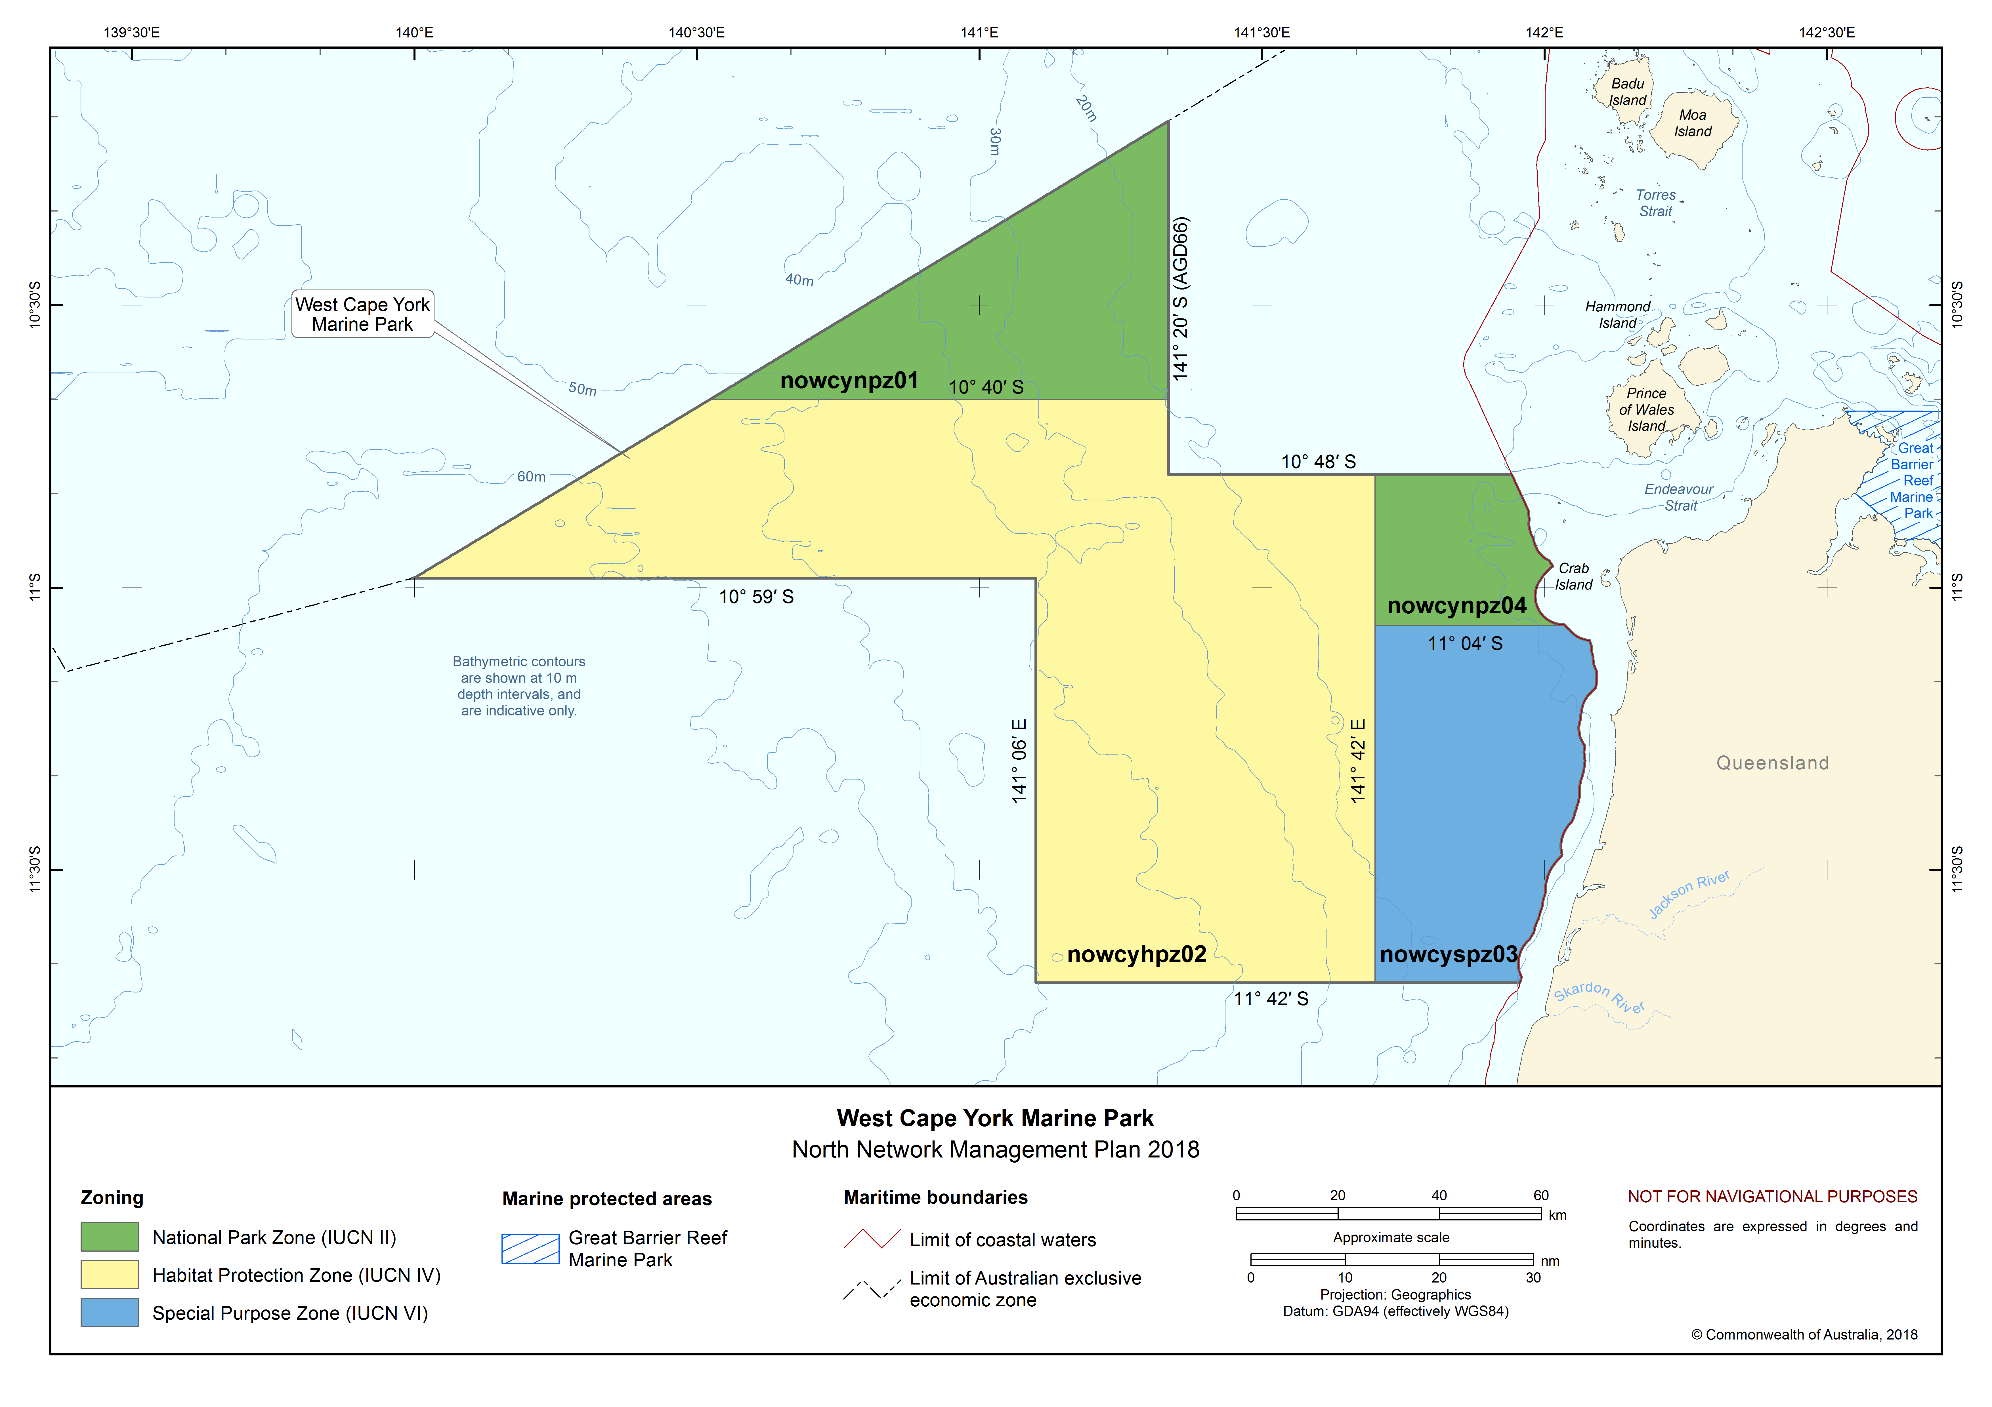 139°30'E
140°E
140°30'E
141°E
141°30'E
142°E
142°30'E
Badu
Island
Moa
Island
20m
30m
Torres
Strait
141° 20′ S (AGD66)
40m
10°30'S
10°30'S
West Cape York
Marine Park
Hammond
Island
nowcynpz01
10° 40′ S
50m
Prince
of Wales
Island
Great
Barrier
Reef
Marine
Park
10° 48′ S
60m
Endeavour
Strait
Crab
Island
11°S
11°S
10° 59′ S
nowcynpz04
11° 04′ S
Bathymetric contours
are shown at 10 m
depth intervals, and
are indicative only.
141° 06′ E
141° 42′ E
Queensland
11°30'S
11°30'S
Jackson River
nowcyhpz02
nowcyspz03
11° 42′ S
Skardon River
West Cape York Marine Park
North Network Management Plan 2018
Zoning
National Park Zone (IUCN II)
Habitat Protection Zone (IUCN IV)
Special Purpose Zone (IUCN VI)
Marine protected areas
Great Barrier Reef
Marine Park
Maritime boundaries
Limit of coastal waters
Limit of Australian exclusive
economic zone
0 20 40 60
km
Approximate scale
nm
0 10 20 30
Projection: Geographics
Datum: GDA94 (effectively WGS84)
NOT FOR NAVIGATIONAL PURPOSES
Coordinates are expressed in degrees and
minutes.
© Commonwealth of Australia, 2018